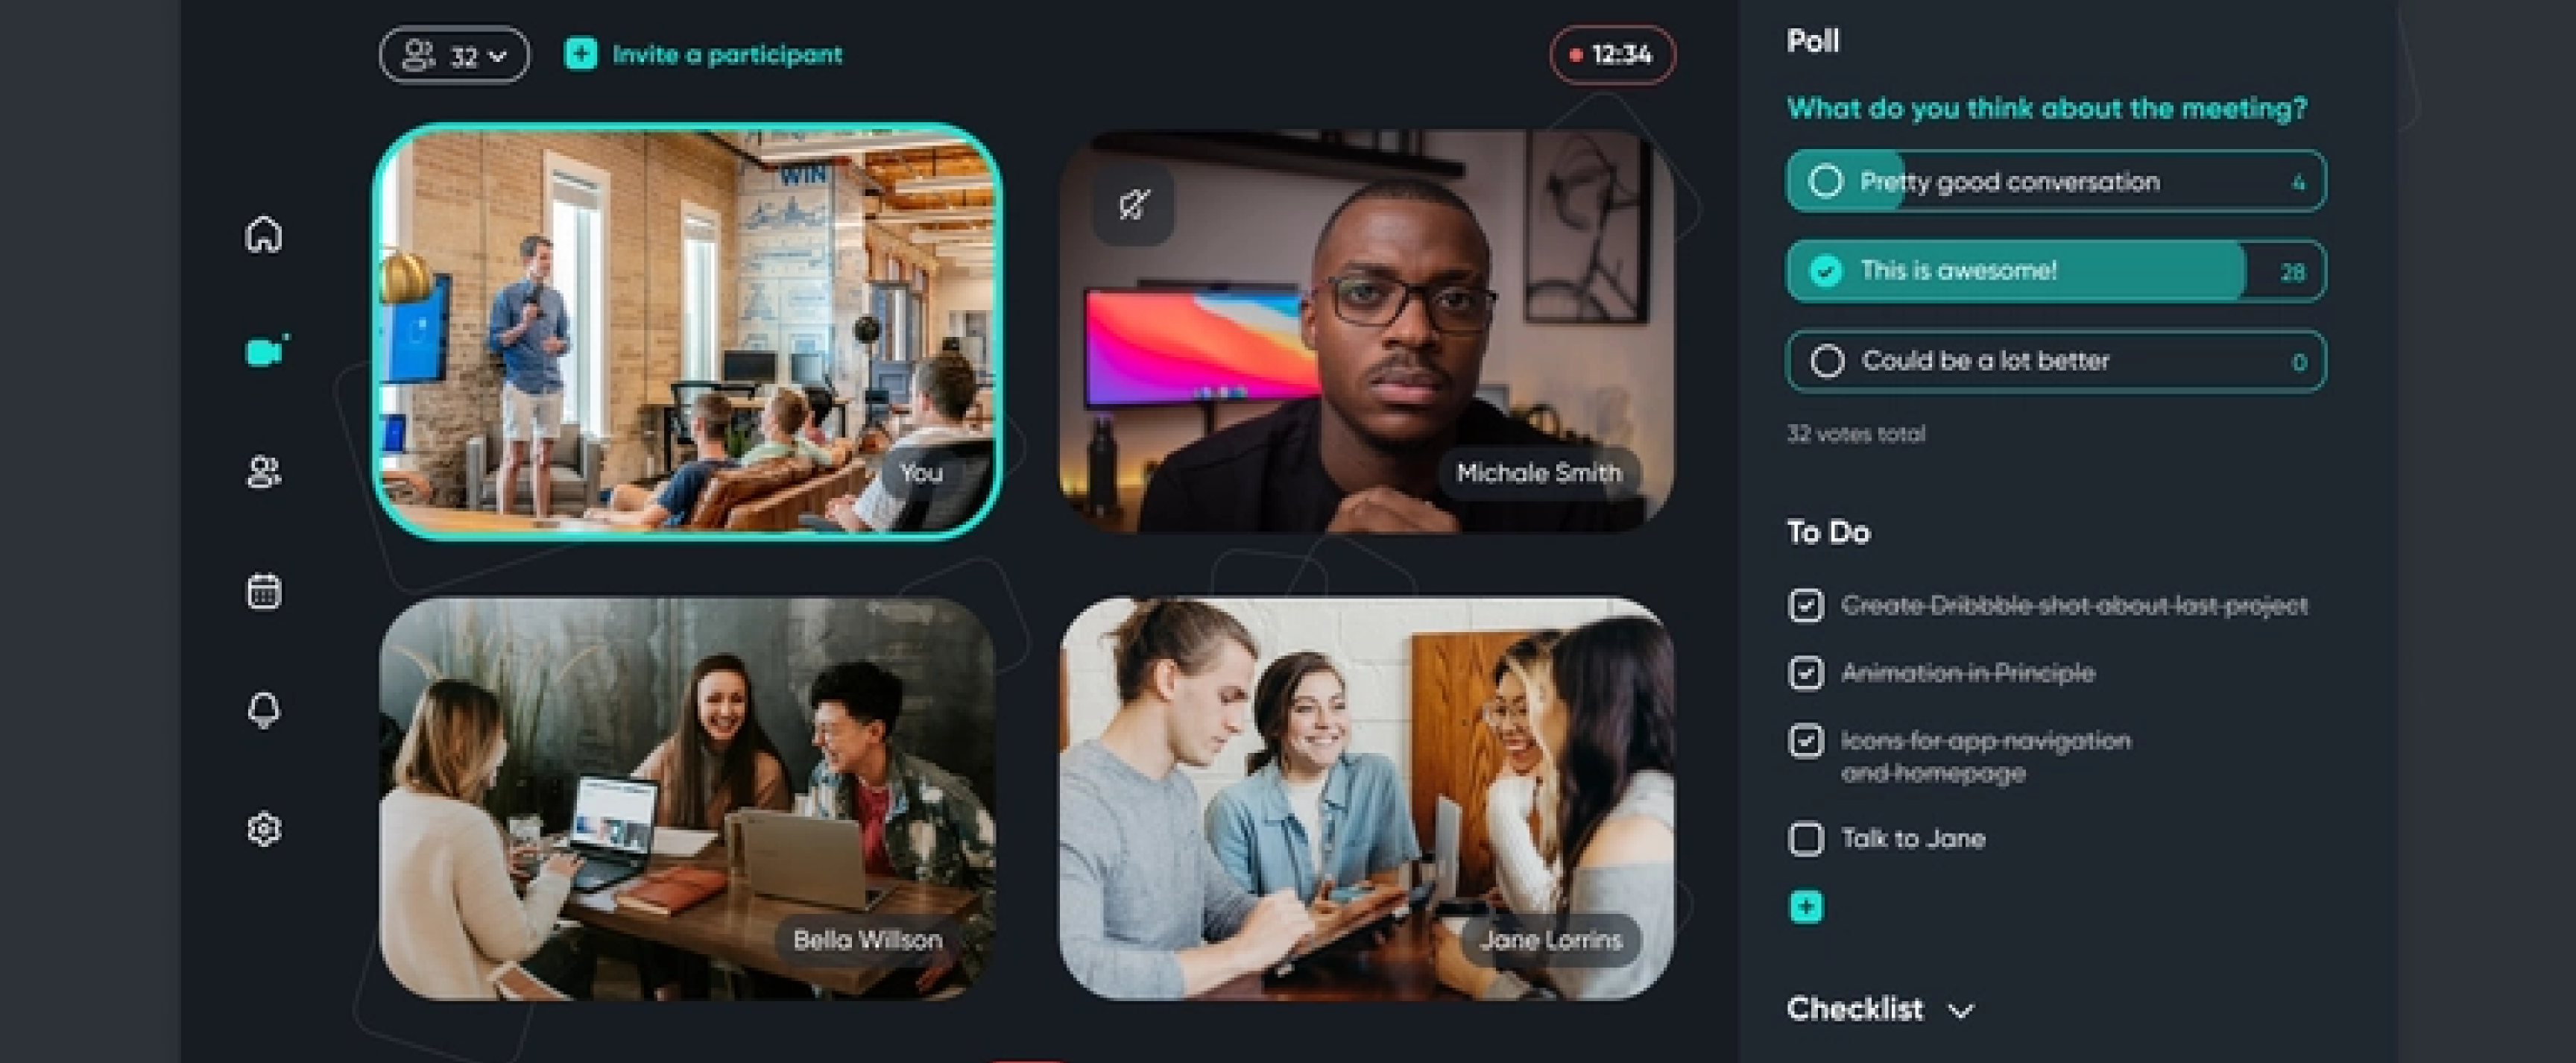 32
Invite a participant
12:34
WIN
You
Michale Smith
Bella Willson
Jane Lorrins
Poll
What do you think about the meeting?
Pretty good conversation 4
This is awesome! 28
Could be a lot better 0
32 votes total
To Do
Create Dribbble shot about last project
Animation in Principle
Icons for app navigation
and homepage
Talk to Jane
Checklist